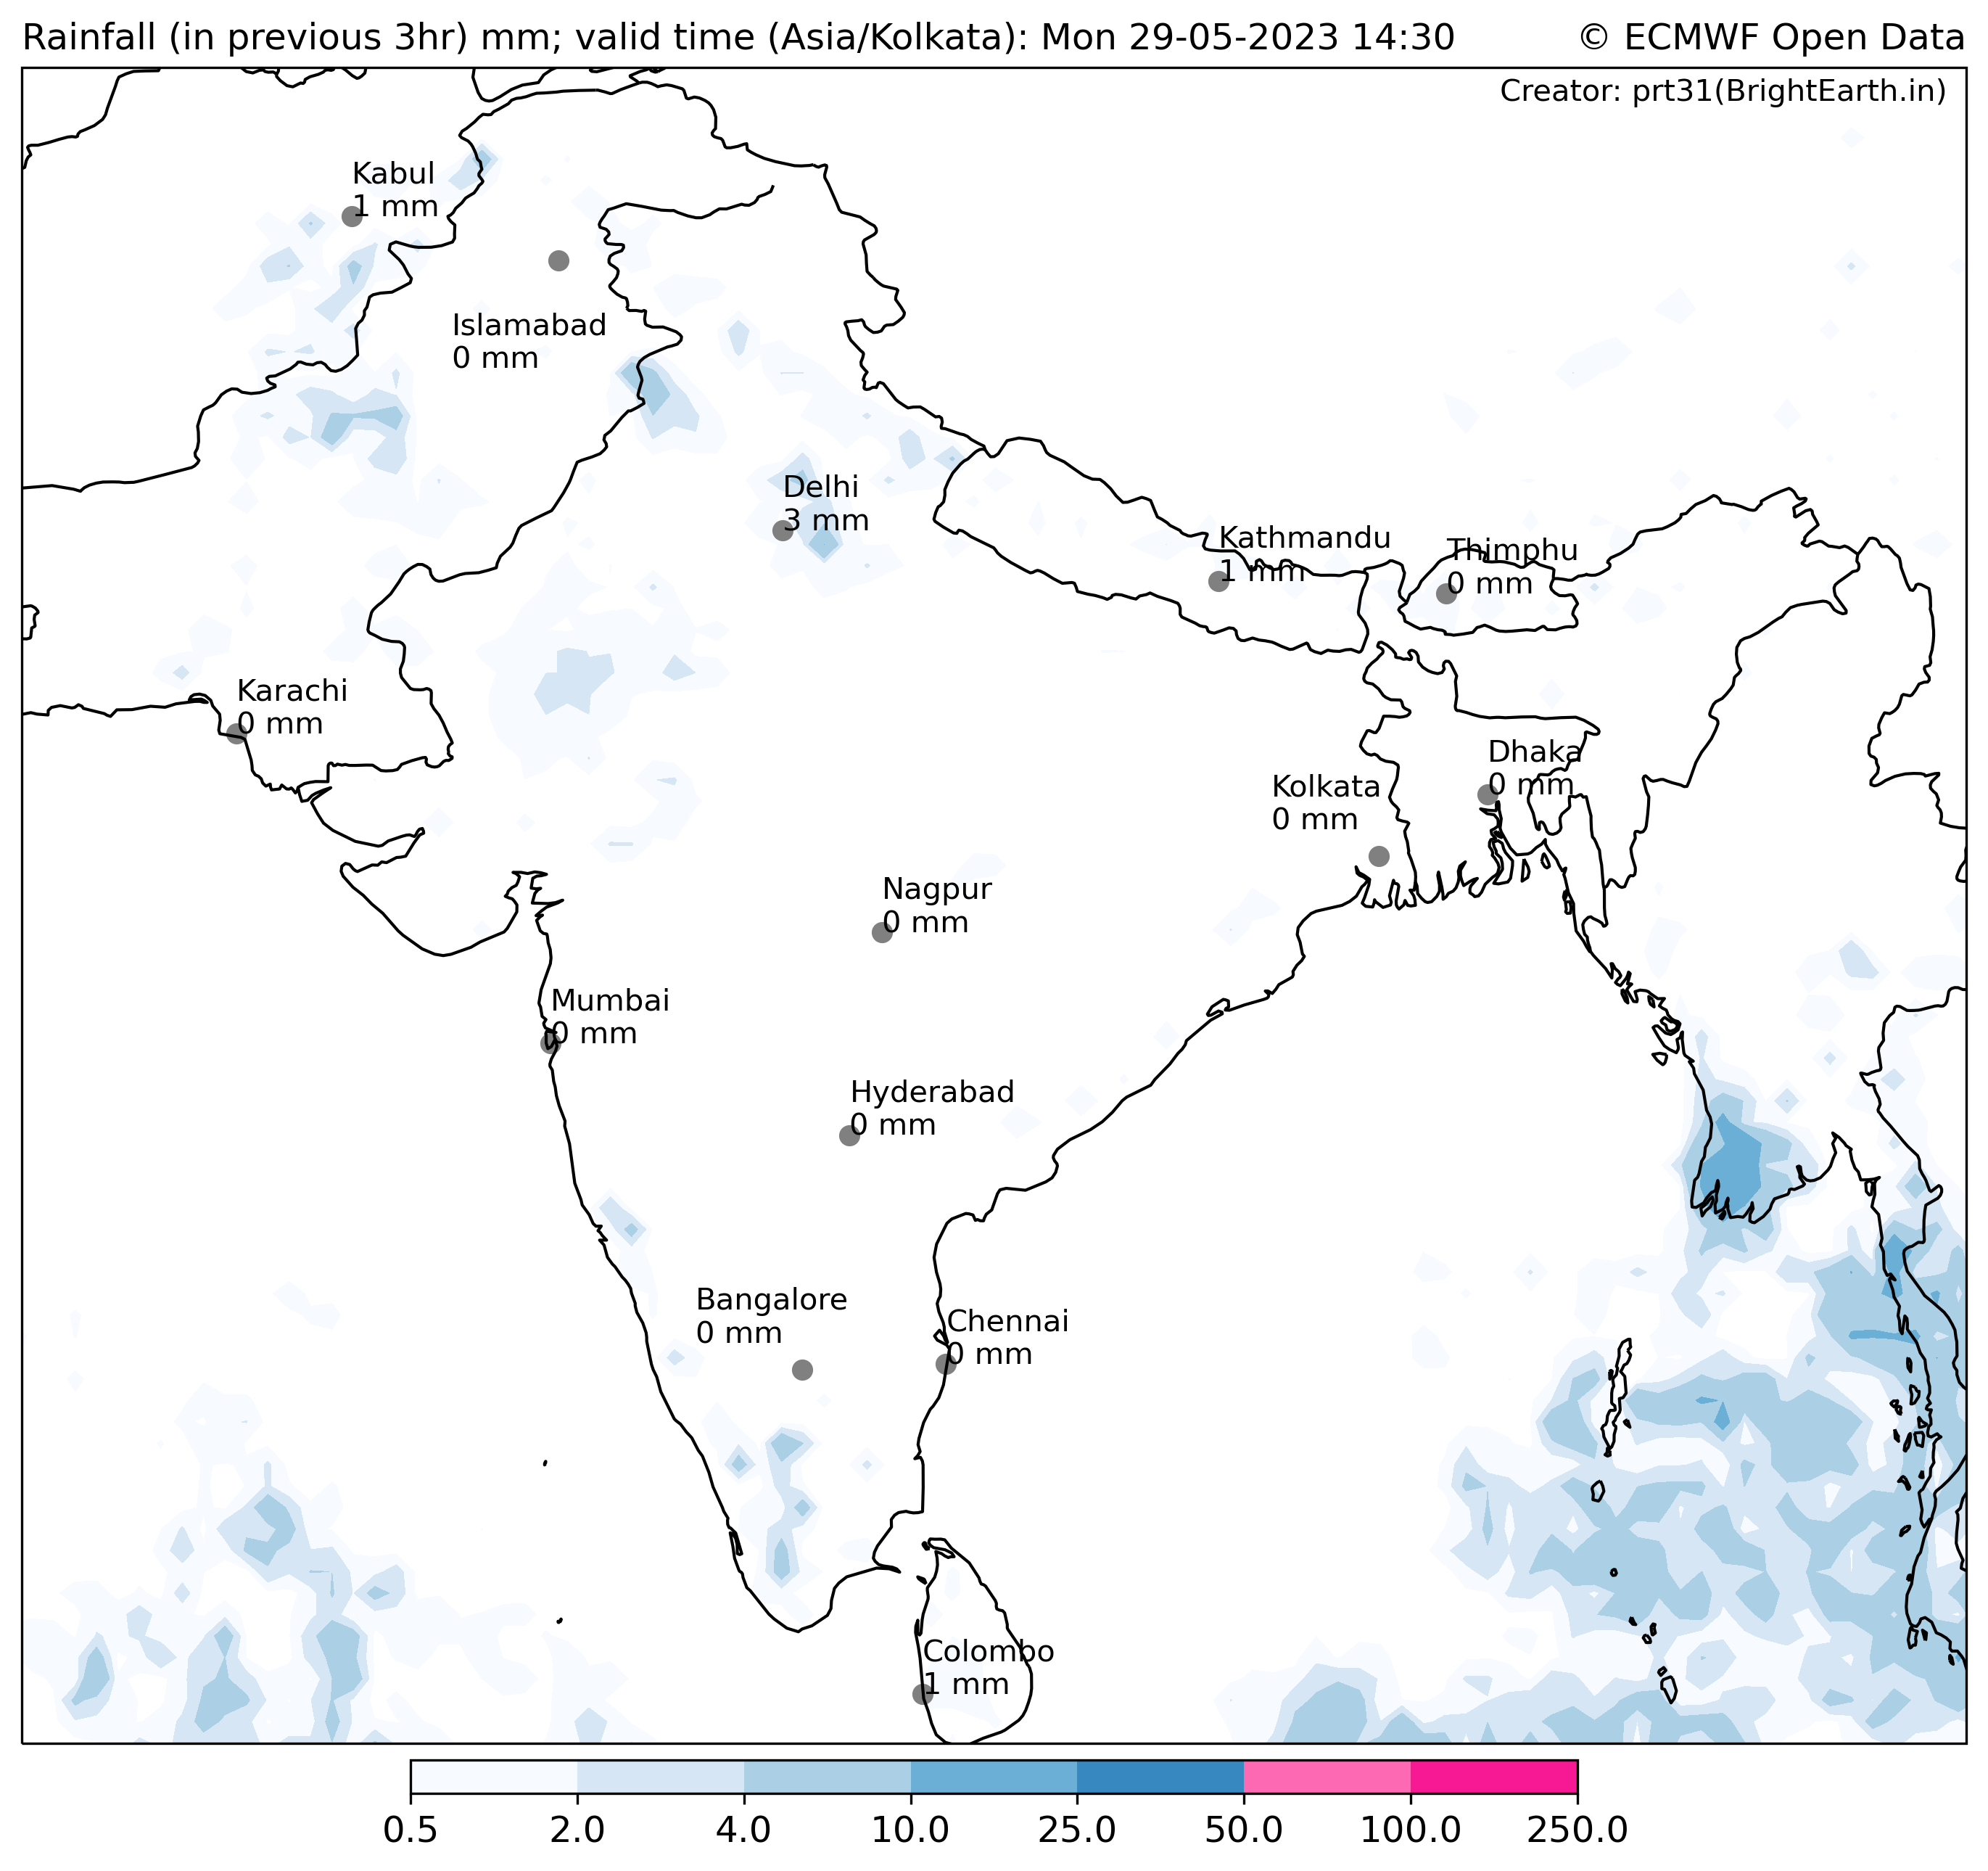 Rainfall (in previous 3hr) mm; valid time (Asia/Kolkata): Mon 29-05-2023 14:30
© ECMWF Open Data
Creator: prt31(BrightEarth.in)
Kabul
1 mm
Islamabad
0 mm
Delhi
3 mm
Kathmandu
1 mm
Thimphu
0 mm
Karachi
0 mm
Dhaka
0 mm
Kolkata
0 mm
Nagpur
0 mm
Mumbai
0 mm
Hyderabad
0 mm
Bangalore
0 mm
Chennai
0 mm
Colombo
1 mm
0.5 2.0 4.0 10.0 25.0 50.0 100.0 250.0